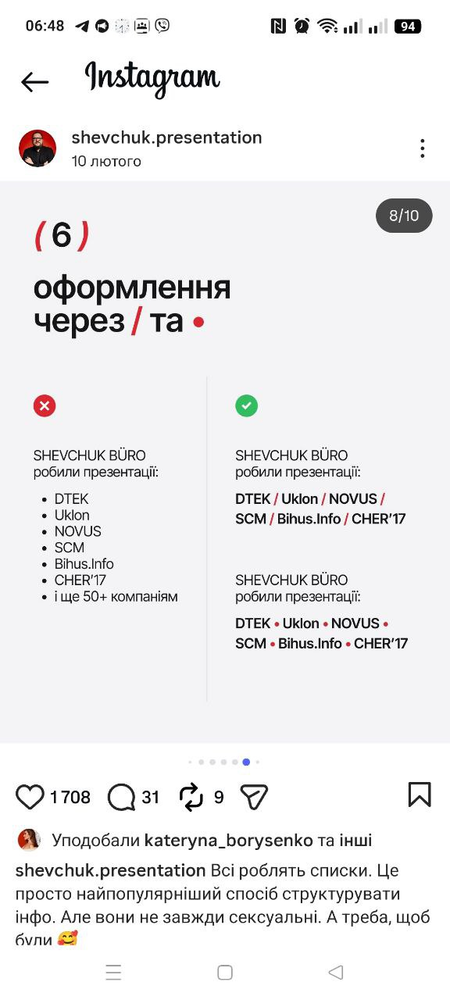 06:48
94
Instagram
shevchuk.presentation
10 лютого
8/10
( 6 )
оформлення
через / та •
SHEVCHUK BÜRO
робили презентації:
• DTEK
• Uklon
• NOVUS
• SCM
• Bihus.Info
• CHER’17
• і ще 50+ компаніям
SHEVCHUK BÜRO
робили презентації:
DTEK / Uklon / NOVUS /
SCM / Bihus.Info / CHER’17
SHEVCHUK BÜRO
робили презентації:
DTEK • Uklon • NOVUS •
SCM • Bihus.Info • CHER’17
1 708
31
9
Уподобали kateryna_borysenko та інші
shevchuk.presentation Всі роблять списки. Це
просто найпопулярніший спосіб структурувати
інфо. Але вони не завжди сексуальні. А треба, щоб
були 🥰